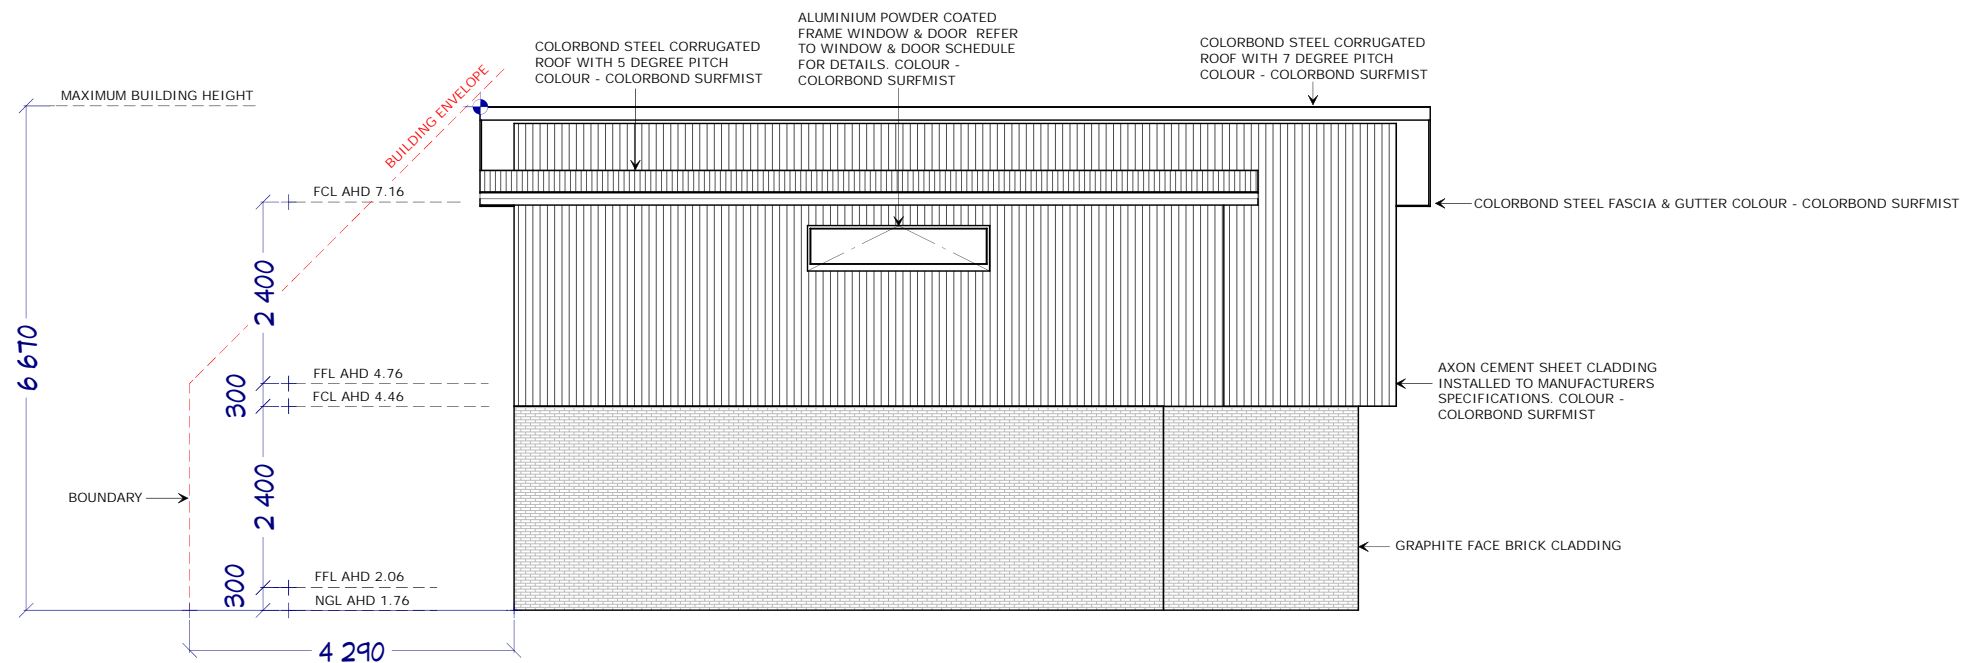 ALUMINIUM POWDER COATED
FRAME WINDOW & DOOR REFER
TO WINDOW & DOOR SCHEDULE
FOR DETAILS. COLOUR -
COLORBOND SURFMIST
COLORBOND STEEL CORRUGATED
ROOF WITH 5 DEGREE PITCH
COLOUR - COLORBOND SURFMIST
COLORBOND STEEL CORRUGATED
ROOF WITH 7 DEGREE PITCH
COLOUR - COLORBOND SURFMIST
MAXIMUM BUILDING HEIGHT
BUILDING ENVELOPE
FCL AHD 7.16
COLORBOND STEEL FASCIA & GUTTER COLOUR - COLORBOND SURFMIST
2 400
6 670
FFL AHD 4.76
300
FCL AHD 4.46
AXON CEMENT SHEET CLADDING
INSTALLED TO MANUFACTURERS
SPECIFICATIONS. COLOUR -
COLORBOND SURFMIST
2 400
BOUNDARY
GRAPHITE FACE BRICK CLADDING
FFL AHD 2.06
300
NGL AHD 1.76
4 290